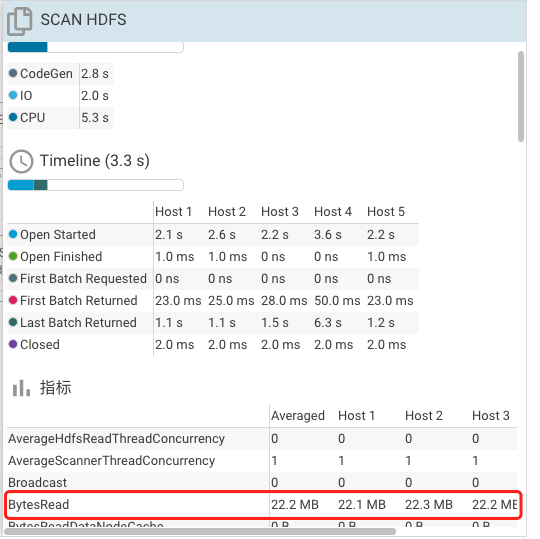 SCAN HDFS
CodeGen 2.8 s
IO 2.0 s
CPU 5.3 s
Timeline (3.3 s)
Host 1 Host 2 Host 3 Host 4 Host 5
Open Started 2.1 s 2.6 s 2.2 s 3.6 s 2.2 s
Open Finished 1.0 ms 1.0 ms 0 ns 0 ns 1.0 ms
First Batch Requested 0 ns 0 ns 0 ns 0 ns 0 ns
First Batch Returned 23.0 ms 25.0 ms 28.0 ms 50.0 ms 23.0 ms
Last Batch Returned 1.1 s 1.1 s 1.5 s 6.3 s 1.2 s
Closed 2.0 ms 2.0 ms 2.0 ms 2.0 ms 2.0 ms
指标
Averaged Host 1 Host 2 Host 3
AverageHdfsReadThreadConcurrency 0 0 0 0
AverageScannerThreadConcurrency 1 1 1 1
Broadcast 0 0 0 0
BytesRead 22.2 MB 22.1 MB 22.3 MB 22.2 MB
BytesReadDataNodeCache 0 B 0 B 0 B 0 B